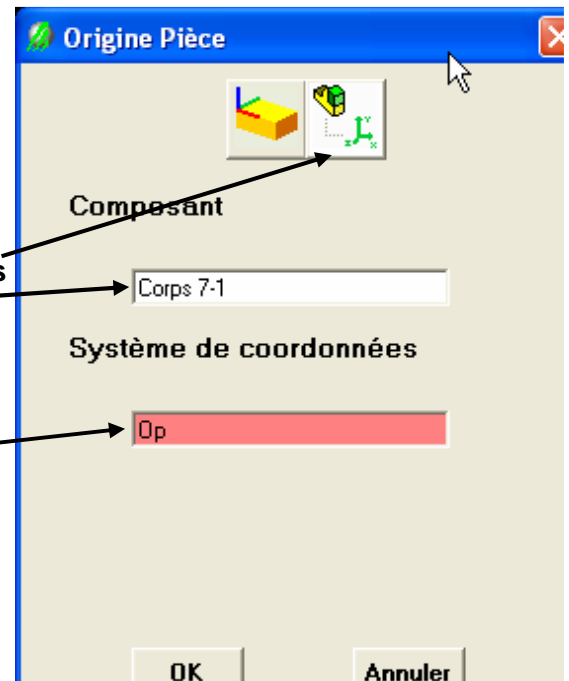 Origine Pièce
Composant
s
Corps 7-1
Système de coordonnées
Op
OK
Annuler